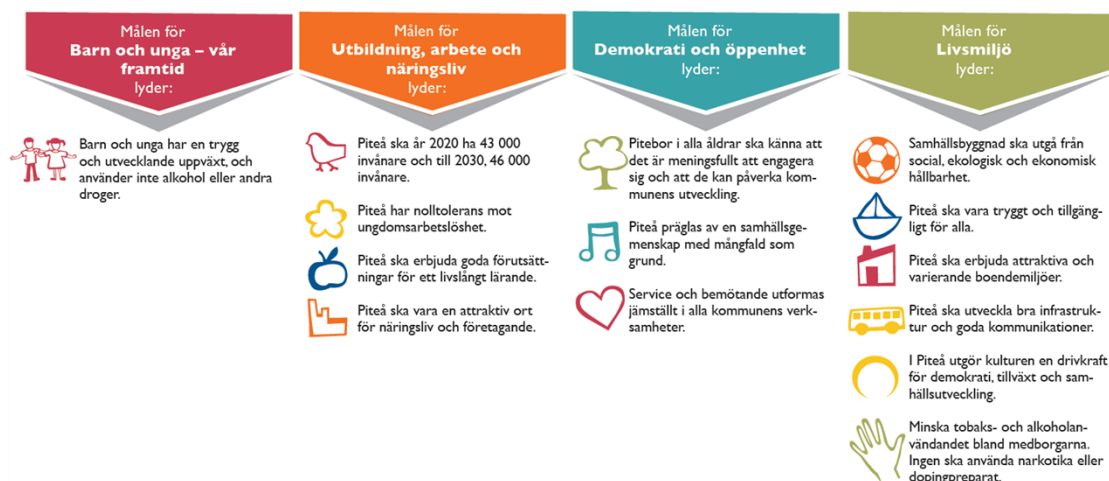 Målen för
Barn och unga – vår
framtid
lyder:
Barn och unga har en trygg
och utvecklande uppväxt, och
använder inte alkohol eller andra
droger.
Målen för
Utbildning, arbete och
näringsliv
lyder:
Piteå ska år 2020 ha 43 000
invånare och till 2030, 46 000
invånare.
Piteå har nolltolerans mot
ungdomsarbetslöshet.
Piteå ska erbjuda goda förutsätt-
ningar för ett livslångt lärande.
Piteå ska vara en attraktiv ort
för näringsliv och företagande.
Målen för
Demokrati och öppenhet
lyder:
Pitebor i alla åldrar ska känna att
det är meningsfullt att engagera
sig och att de kan påverka kom-
munens utveckling.
Piteå präglas av en samhällsge-
menskap med mångfald som
grund.
Service och bemötande utformas
jämställt i alla kommunens verk-
samheter.
Målen för
Livsmiljö
lyder:
Samhällsbyggnad ska utgå från
social, ekologisk och ekonomisk
hållbarhet.
Piteå ska vara tryggt och tillgäng-
ligt för alla.
Piteå ska erbjuda attraktiva och
varierande boendemiljöer.
Piteå ska utveckla bra infrastruk-
tur och goda kommunikationer.
I Piteå utgör kulturen en drivkraft
för demokrati, tillväxt och sam-
hällsutveckling.
Minska tobaks- och alkoholan-
vändandet bland medborgarna.
Ingen ska använda narkotika eller
dopingpreparat.